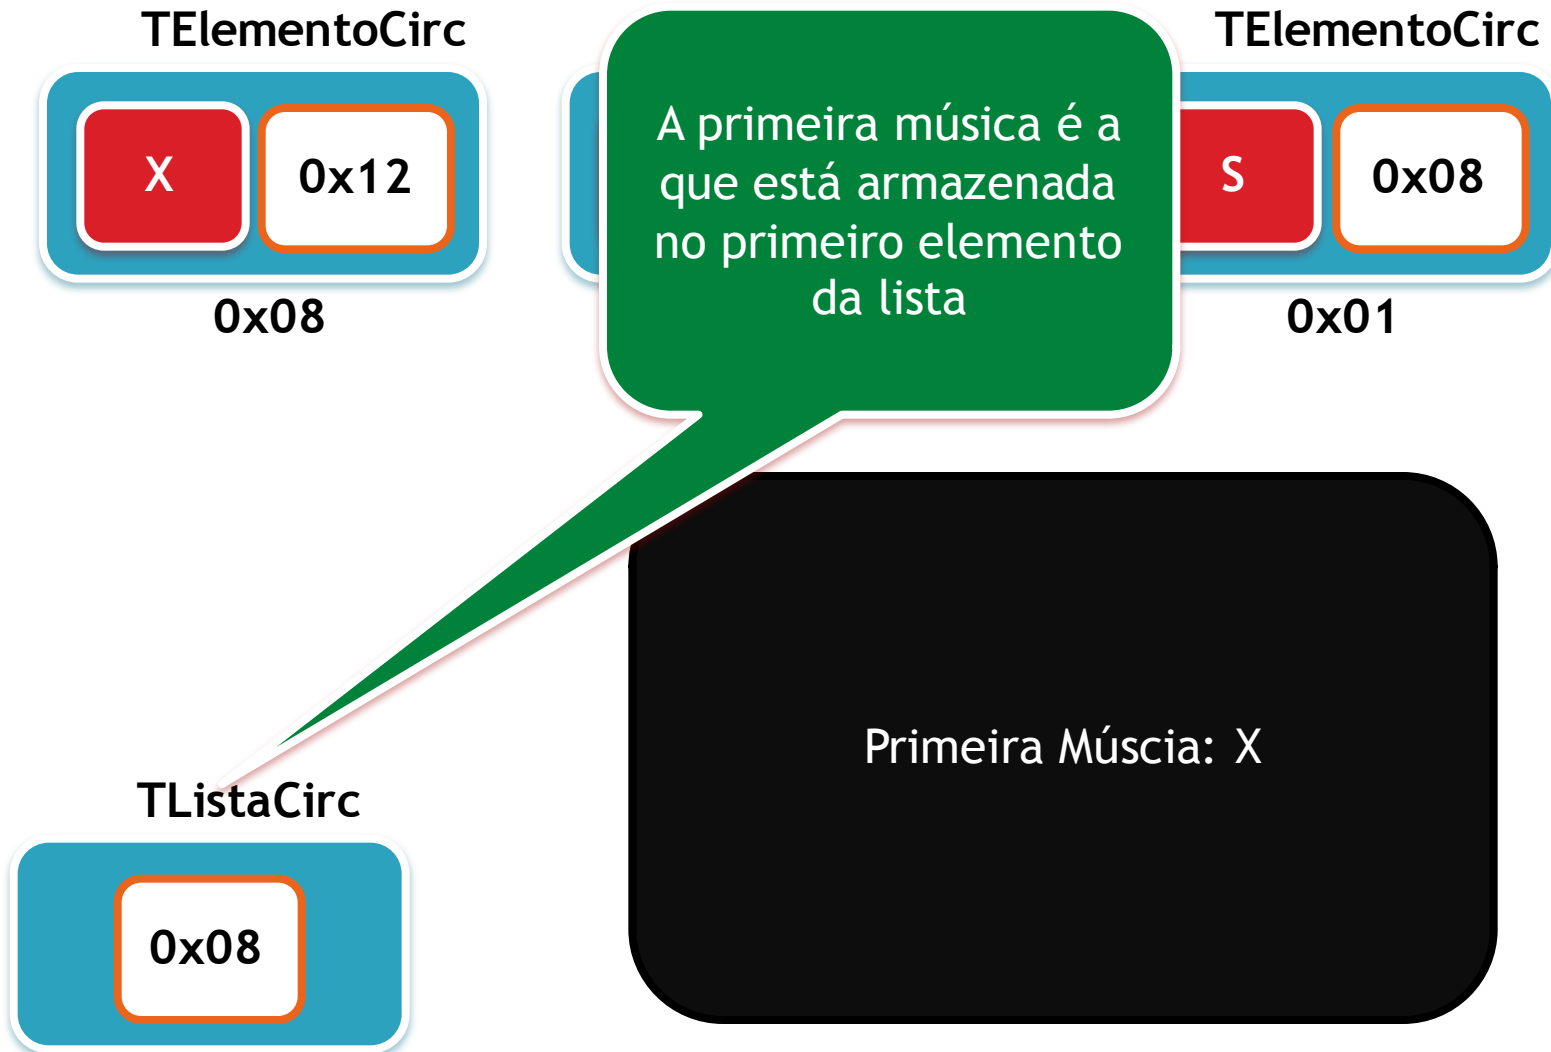 TElementoCirc
TElementoCirc
X
0x12
A primeira música é a
que está armazenada
no primeiro elemento
da lista
S
0x08
0x08
0x01
Primeira Múscia: X
TListaCirc
0x08